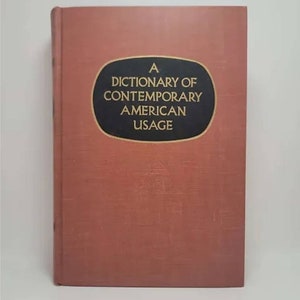 A
DICTIONARY OF
CONTEMPORARY
AMERICAN
USAGE